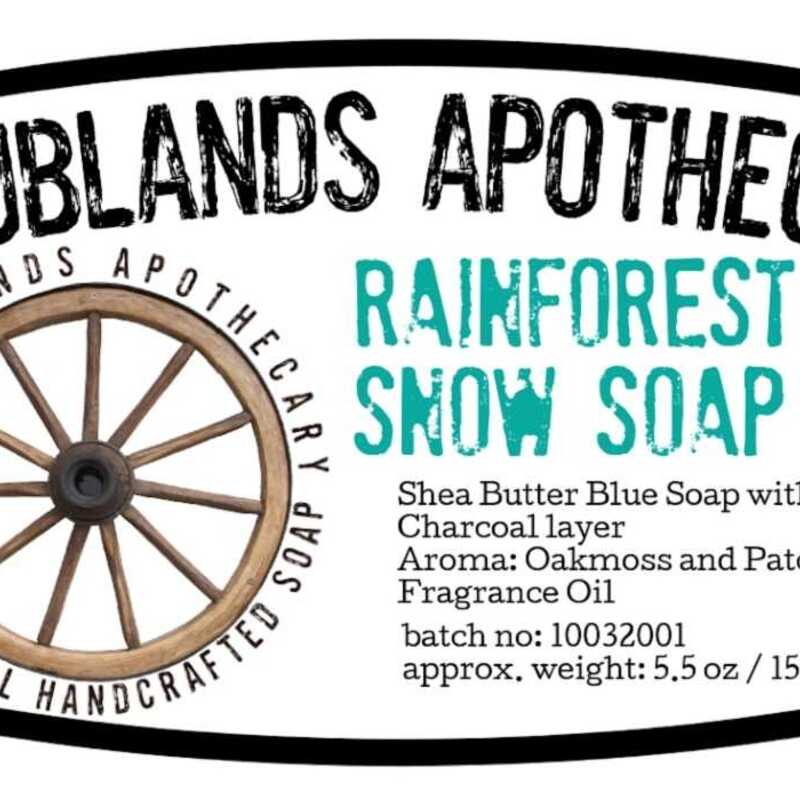 UBLANDS APOTHEC
NDS APOTHECARY SOAP
L HANDCRAFTED
RAINFOREST
SNOW SOAP
Shea Butter Blue Soap with
Charcoal layer
Aroma: Oakmoss and Patc
Fragrance Oil
batch no: 10032001
approx. weight: 5.5 oz / 15